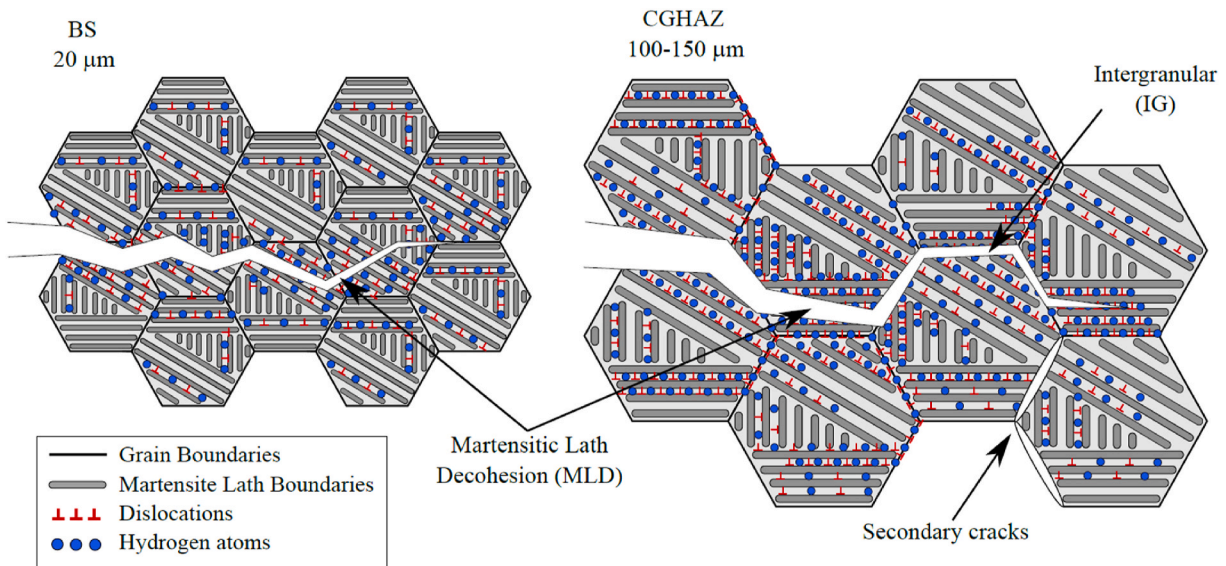 BS
20 μm
CGHAZ
100-150 μm
Intergranular
(IG)
Martensitic Lath
Decohesion (MLD)
Secondary cracks
Grain Boundaries
Martensite Lath Boundaries
Dislocations
Hydrogen atoms